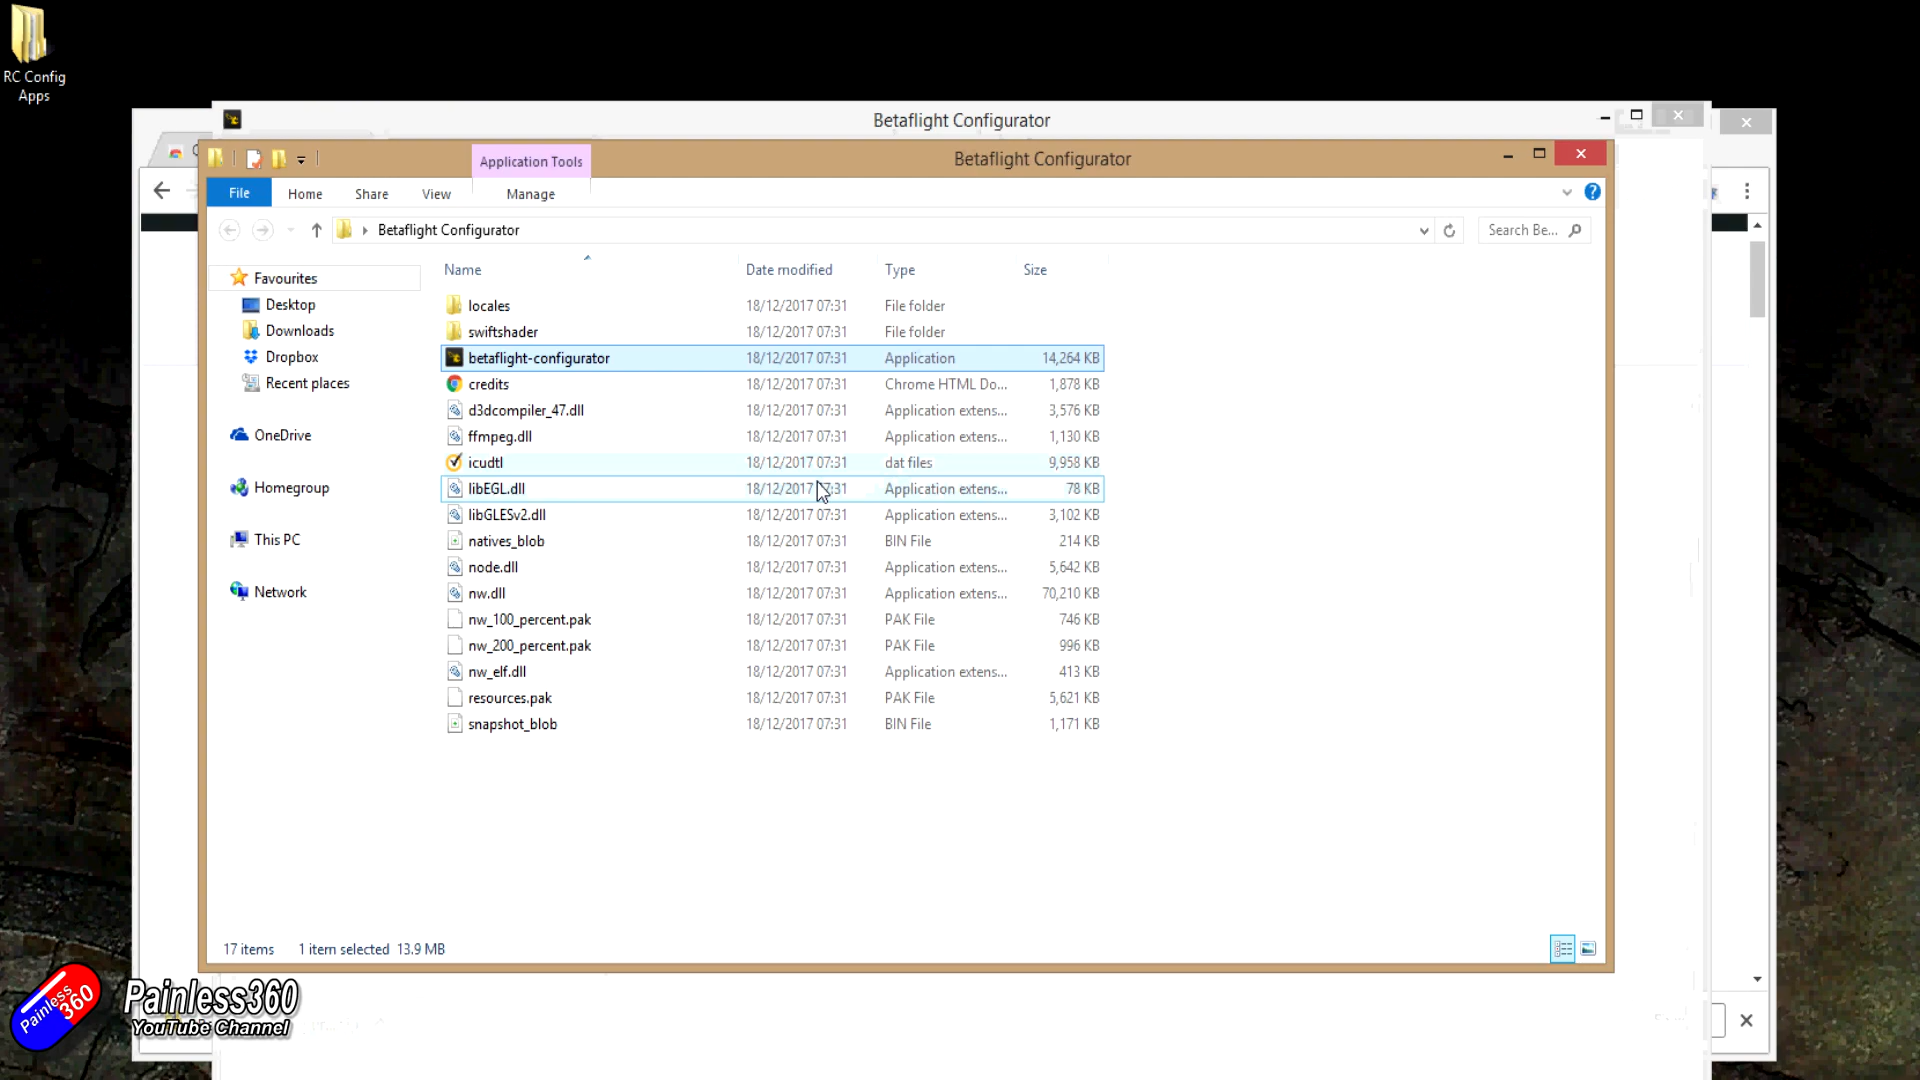 RC Config
Apps
Betaflight Configurator
Application Tools
Betaflight Configurator
File
Home
Share
View
Manage
Betaflight Configurator
Search Be...
Favourites
Desktop
Downloads
Dropbox
Recent places
OneDrive
Homegroup
This PC
Network
Name Date modified Type Size
locales 18/12/2017 07:31 File folder
swiftshader 18/12/2017 07:31 File folder
betaflight-configurator 18/12/2017 07:31 Application 14,264 KB
credits 18/12/2017 07:31 Chrome HTML Do... 1,878 KB
d3dcompiler_47.dll 18/12/2017 07:31 Application extens... 3,576 KB
ffmpeg.dll 18/12/2017 07:31 Application extens... 1,130 KB
icudtl 18/12/2017 07:31 dat files 9,958 KB
libEGL.dll 18/12/2017 07:31 Application extens... 78 KB
libGLESv2.dll 18/12/2017 07:31 Application extens... 3,102 KB
natives_blob 18/12/2017 07:31 BIN File 214 KB
node.dll 18/12/2017 07:31 Application extens... 5,642 KB
nw.dll 18/12/2017 07:31 Application extens... 70,210 KB
nw_100_percent.pak 18/12/2017 07:31 PAK File 746 KB
nw_200_percent.pak 18/12/2017 07:31 PAK File 996 KB
nw_elf.dll 18/12/2017 07:31 Application extens... 413 KB
resources.pak 18/12/2017 07:31 PAK File 5,621 KB
snapshot_blob 18/12/2017 07:31 BIN File 1,171 KB
17 items 1 item selected 13.9 MB
Painless
360
Painless360
YouTube Channel